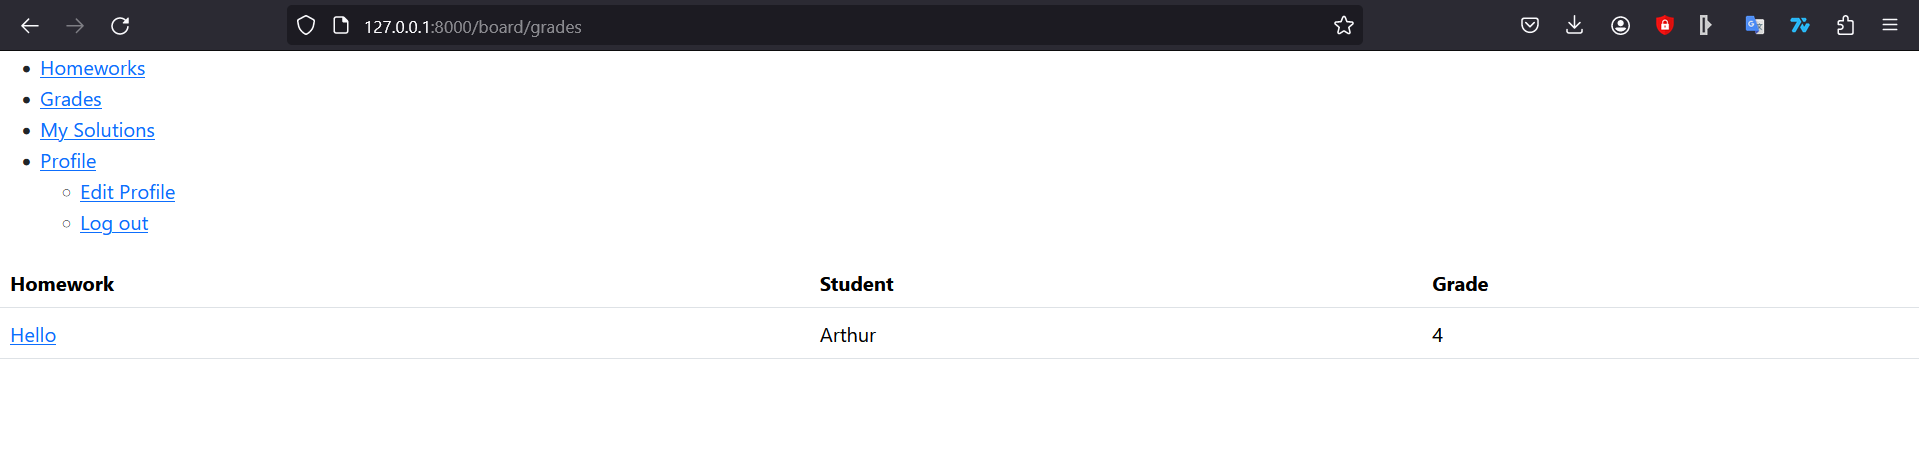 127.0.0.1:8000/board/grades
Homeworks
Grades
My Solutions
Profile
Edit Profile
Log out
Homework Student Grade
Hello Arthur 4